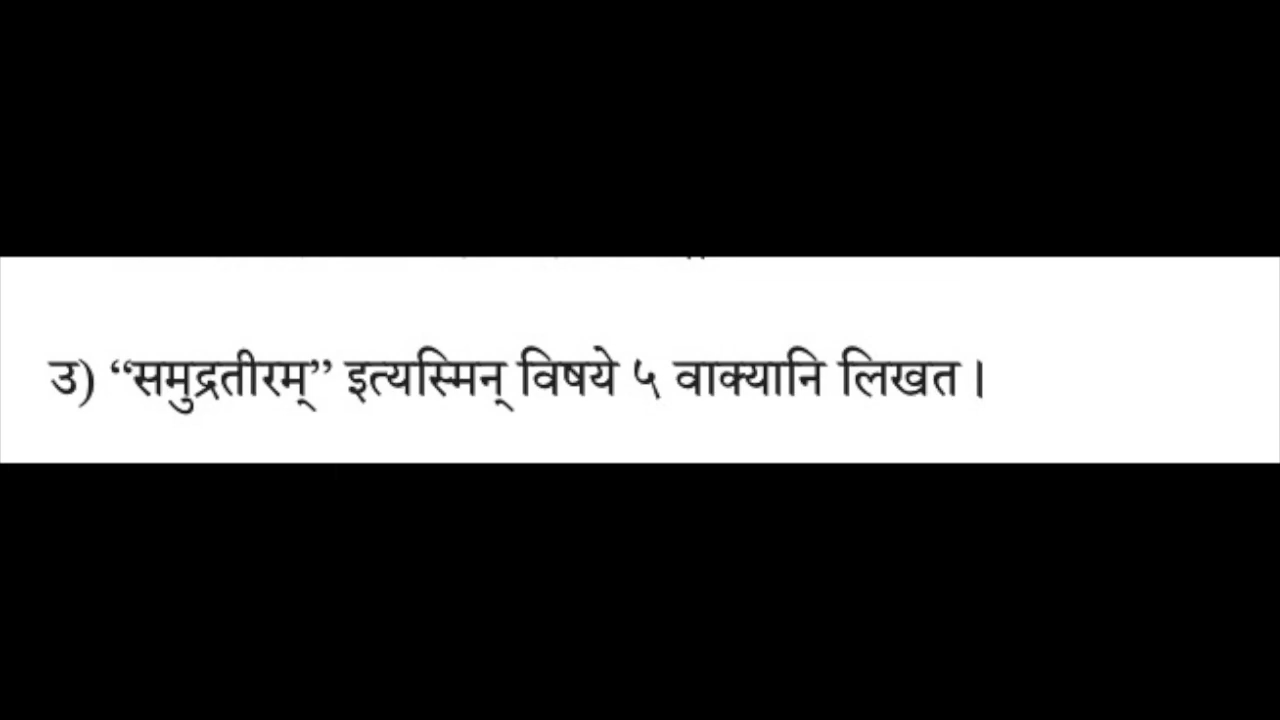 उ) “समुद्रतीरम्” इत्यस्मिन् विषये ५ वाक्यानि लिखत।